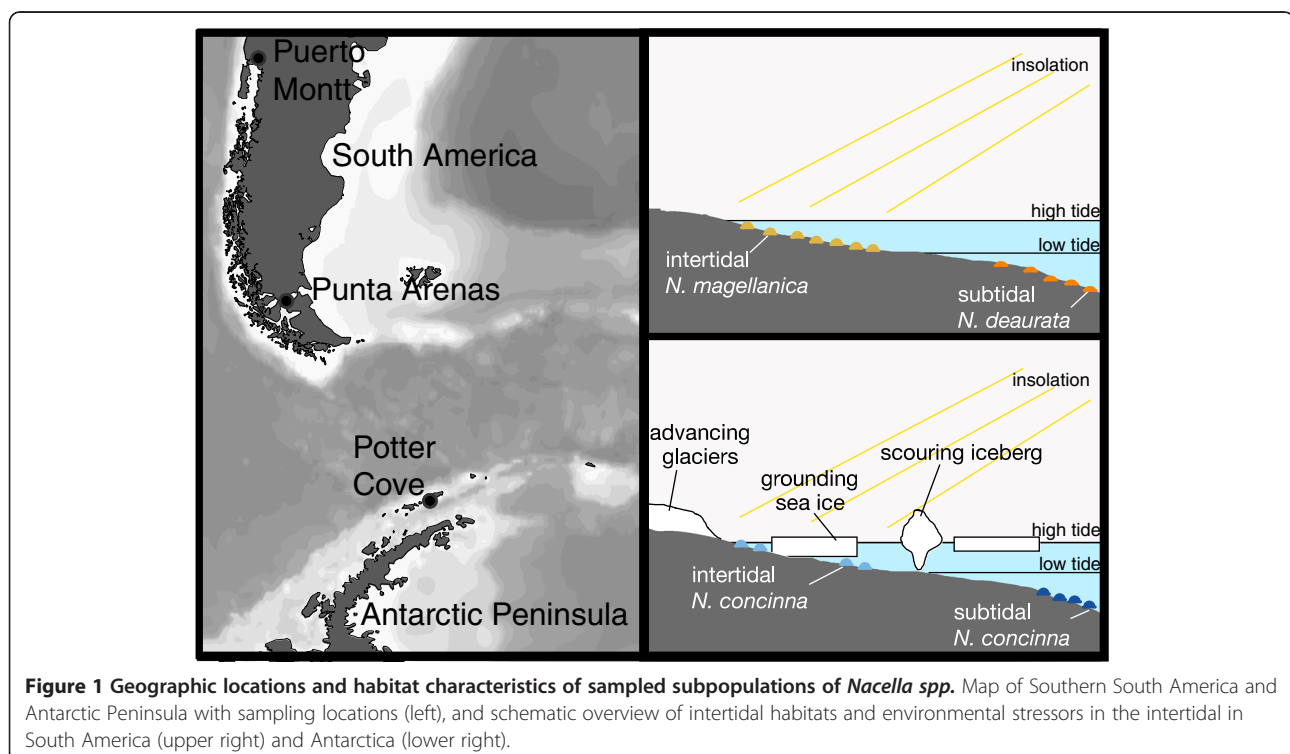 Puerto
Montt
South America
Punta Arenas
Potter
Cove
Antarctic Peninsula
insolation
high tide
low tide
intertidal
N. magellanica
subtidal
N. deaurata
insolation
advancing
glaciers
scouring iceberg
grounding
sea ice
high tide
low tide
intertidal
N. concinna
subtidal
N. concinna
Figure 1 Geographic locations and habitat characteristics of sampled subpopulations of Nacella spp. Map of Southern South America and
Antarctic Peninsula with sampling locations (left), and schematic overview of intertidal habitats and environmental stressors in the intertidal in
South America (upper right) and Antarctica (lower right).